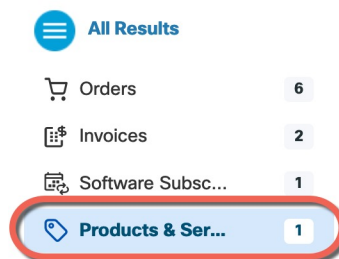 All Results
Orders 6
Invoices 2
Software Subsc... 1
Products & Ser... 1